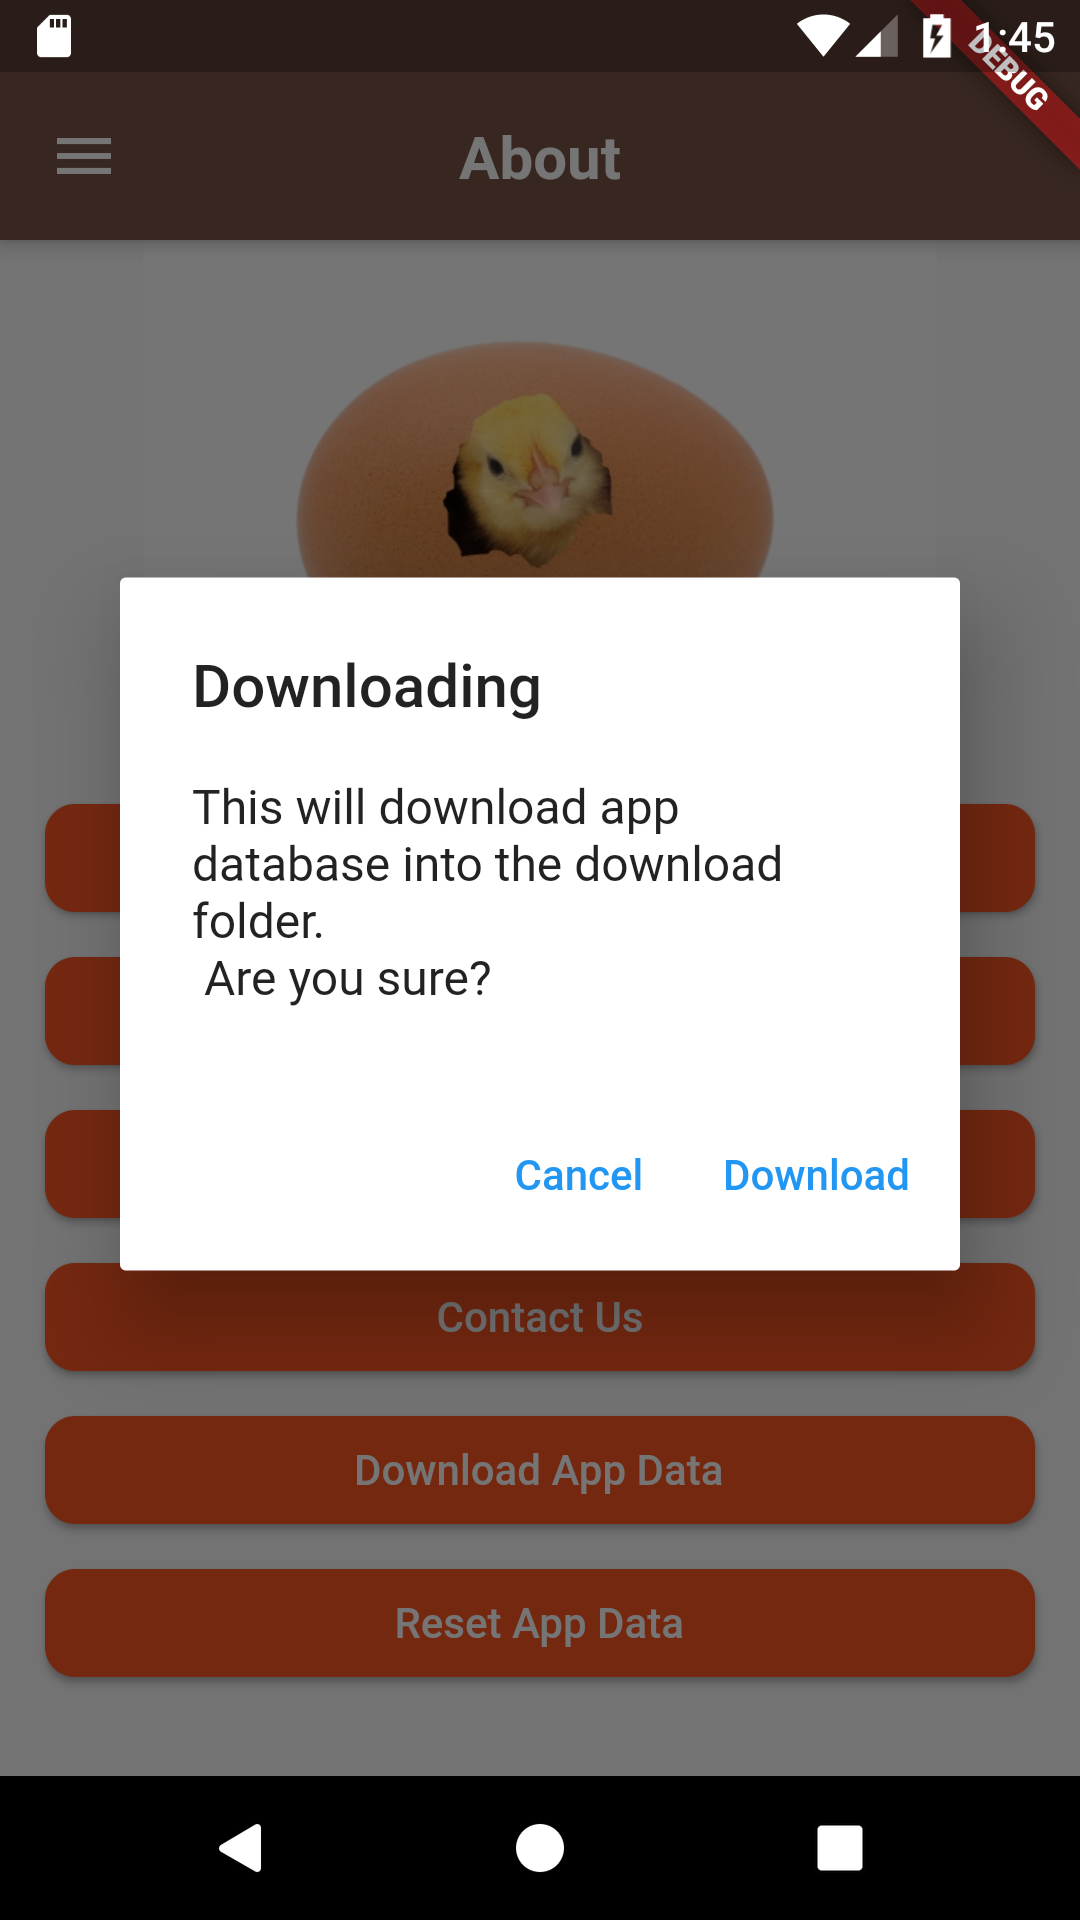 1:45
DEBUG
About
Downloading
This will download app
database into the download
folder.
Are you sure?
Cancel Download
Contact Us
Download App Data
Reset App Data